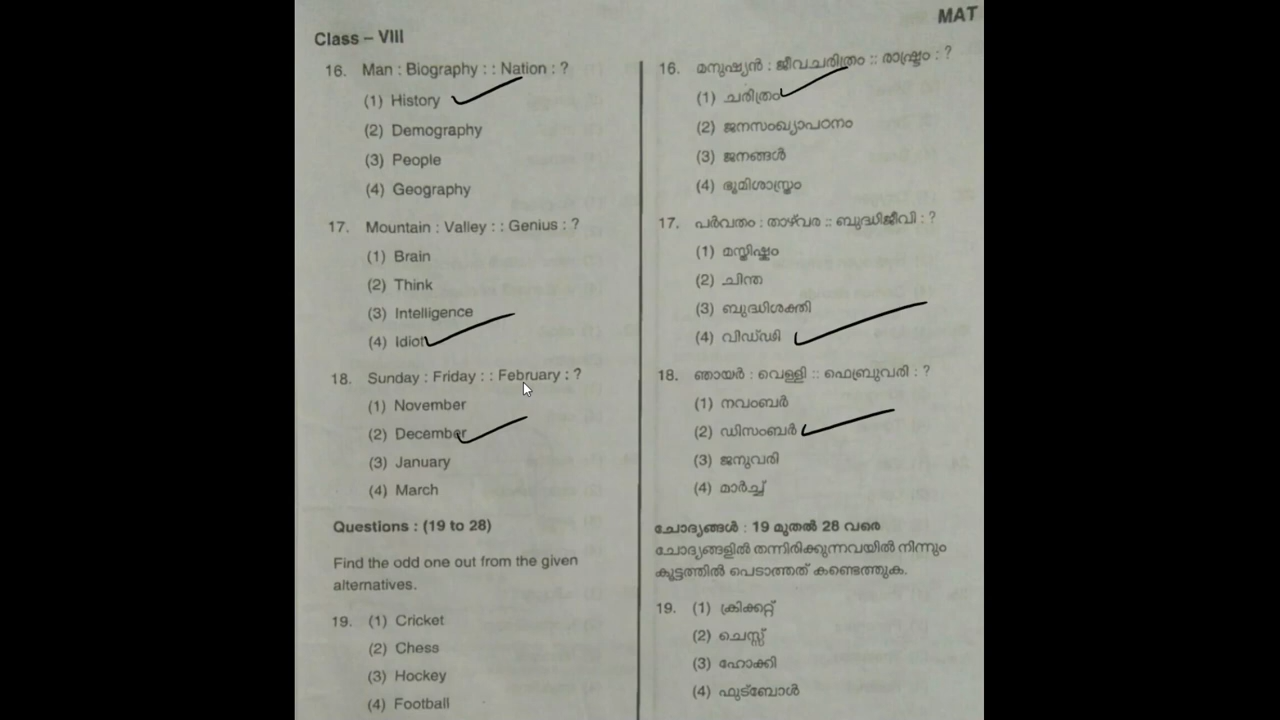 MAT
Class – VIII
16. Man : Biography : : Nation : ?
(1) History
(2) Demography
(3) People
(4) Geography
17. Mountain : Valley : : Genius : ?
(1) Brain
(2) Think
(3) Intelligence
(4) Idiot
18. Sunday : Friday : : February : ?
(1) November
(2) December
(3) January
(4) March
Questions : (19 to 28)
Find the odd one out from the given
alternatives.
19. (1) Cricket
(2) Chess
(3) Hockey
(4) Football
16. മനുഷ്യൻ : ജീവചരിത്രം :: രാഷ്ട്രം : ?
(1) ചരിത്രം
(2) ജനസംഖ്യാപഠനം
(3) ജനങ്ങൾ
(4) ഭൂമിശാസ്ത്രം
17. പർവതം : താഴ്‌വര :: ബുദ്ധിജീവി : ?
(1) മസ്തിഷ്കം
(2) ചിന്ത
(3) ബുദ്ധിശക്തി
(4) വിഡ്ഢി
18. ഞായർ : വെള്ളി :: ഫെബ്രുവരി : ?
(1) നവംബർ
(2) ഡിസംബർ
(3) ജനുവരി
(4) മാർച്ച്
ചോദ്യങ്ങൾ : 19 മുതൽ 28 വരെ
ചോദ്യങ്ങളിൽ തന്നിരിക്കുന്നവയിൽ നിന്നും
കൂട്ടത്തിൽ പെടാത്തത് കണ്ടെത്തുക.
19. (1) ക്രിക്കറ്റ്
(2) ചെസ്സ്
(3) ഹോക്കി
(4) ഫുട്ബോൾ